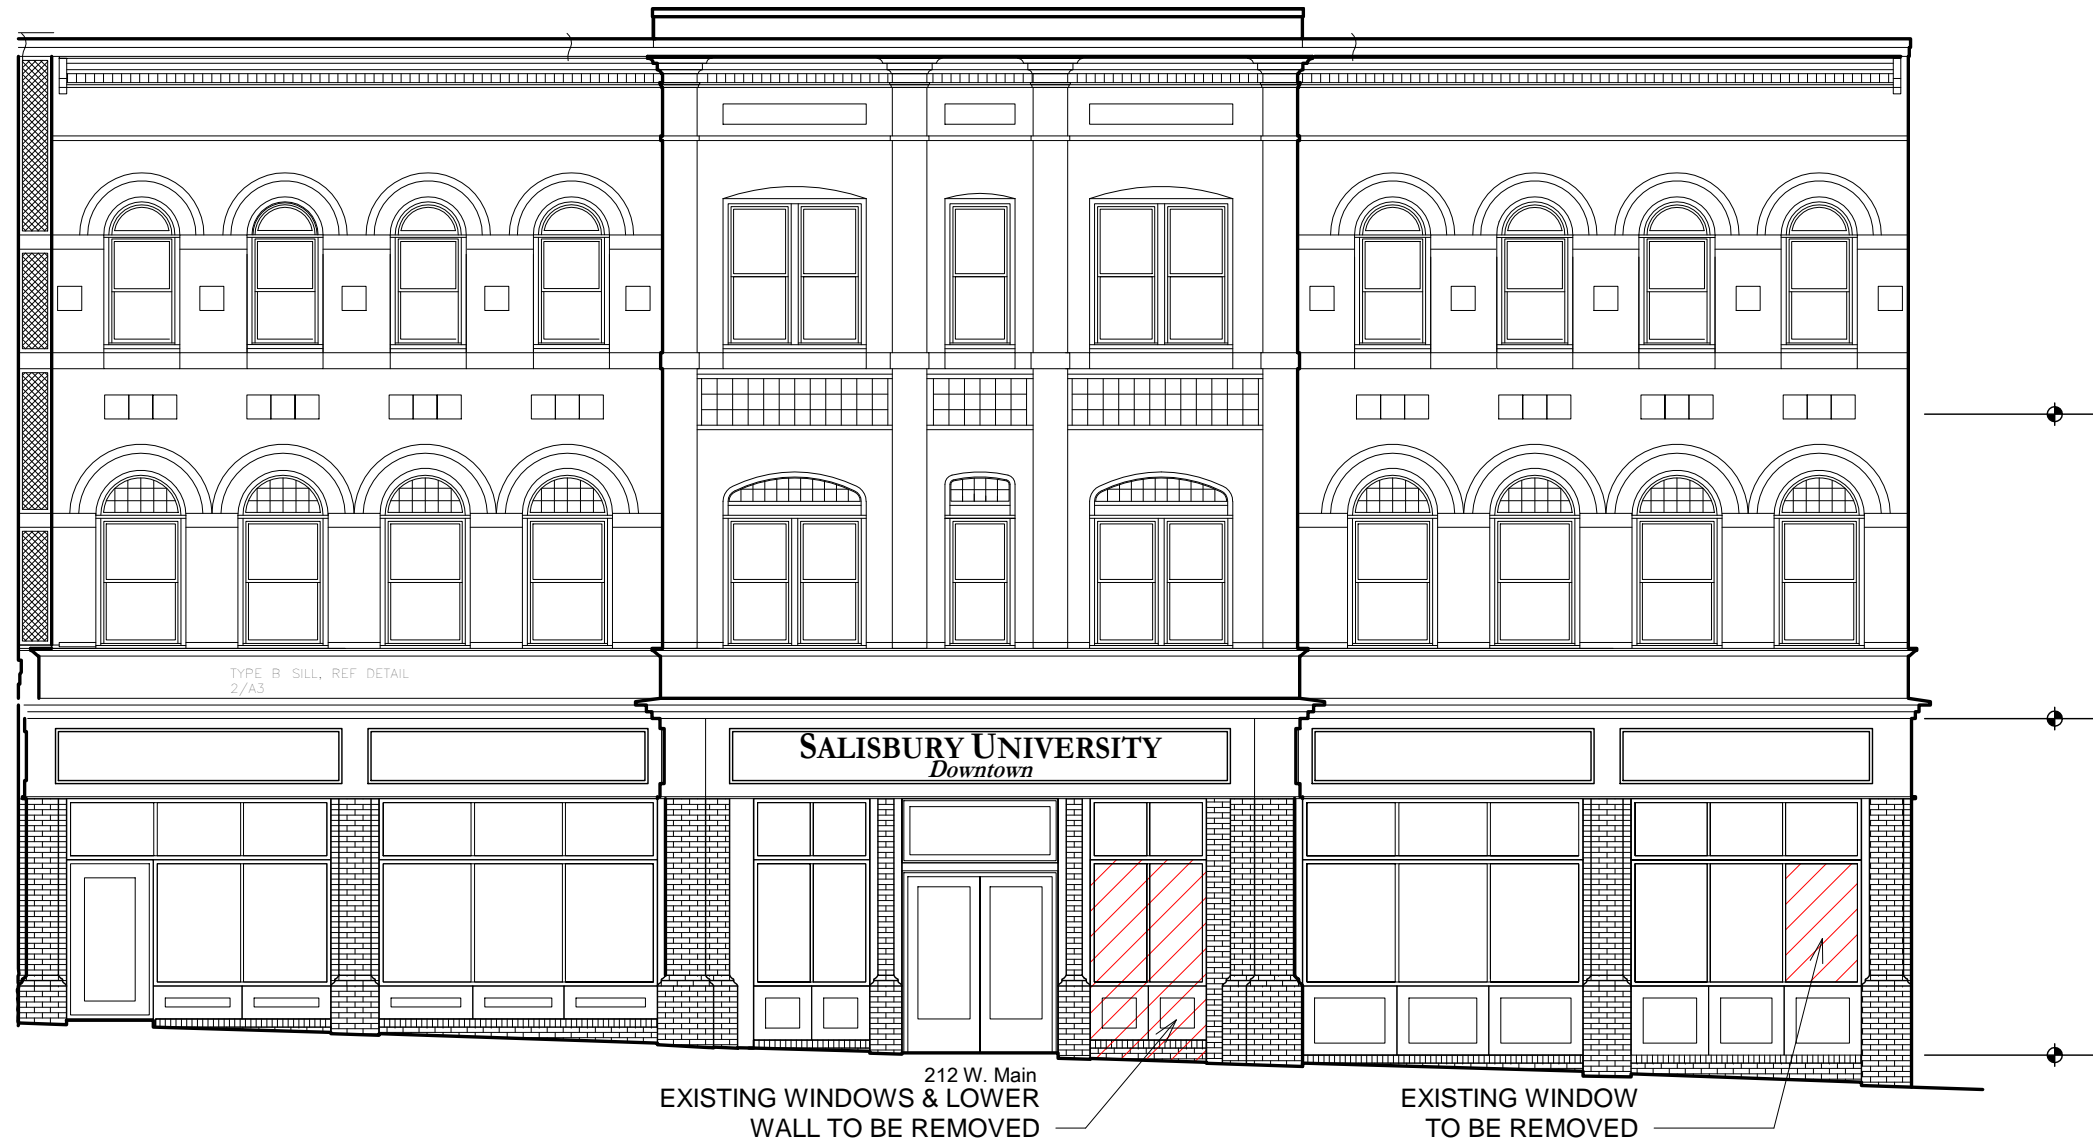 TYPE B SILL, REF DETAIL
2/A3
SALISBURY UNIVERSITY
Downtown
212 W. Main
EXISTING WINDOWS & LOWER
WALL TO BE REMOVED
EXISTING WINDOW
TO BE REMOVED